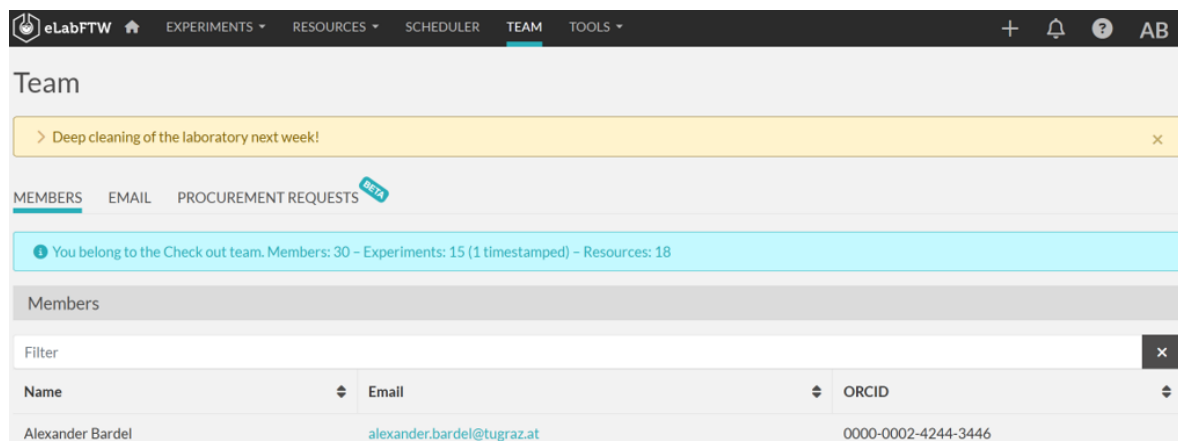 eLabFTW EXPERIMENTS RESOURCES SCHEDULER TEAM TOOLS + ? AB
Team
> Deep cleaning of the laboratory next week! ×
MEMBERS EMAIL PROCUREMENT REQUESTS BETA
You belong to the Check out team. Members: 30 – Experiments: 15 (1 timestamped) – Resources: 18
Members
Filter ×
Name Email ORCID
Alexander Bardel alexander.bardel@tugraz.at 0000-0002-4244-3446